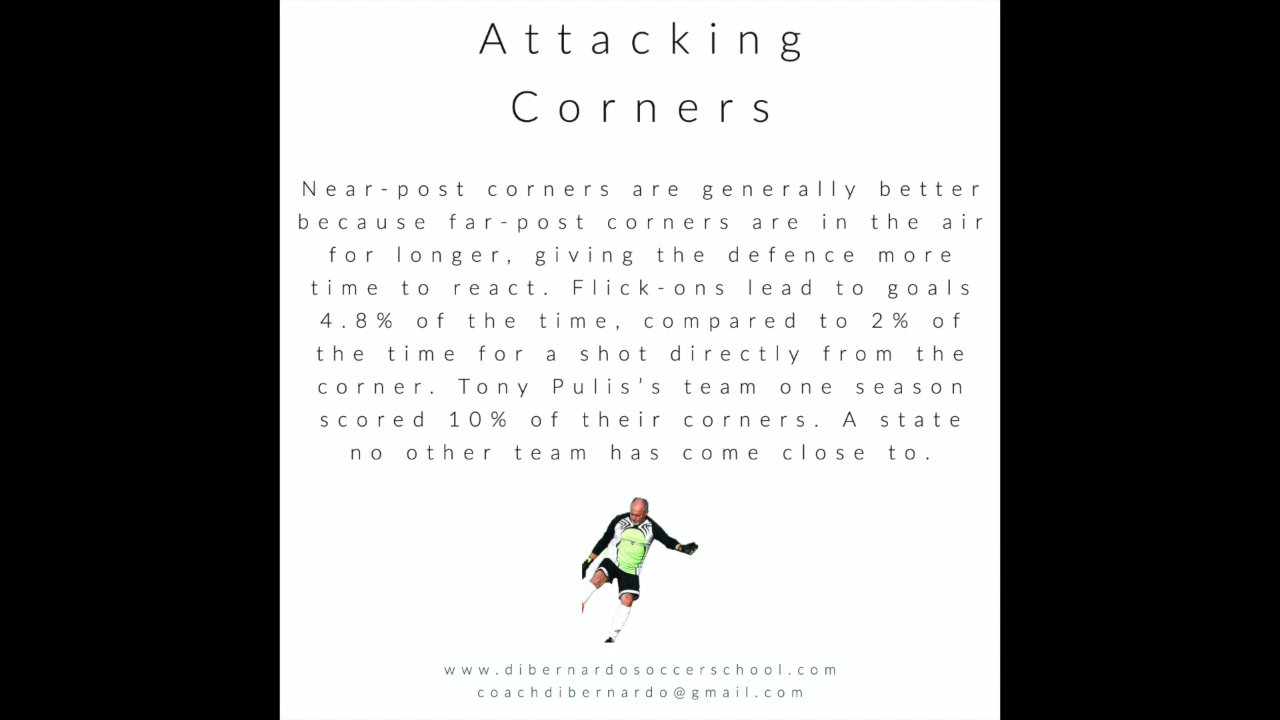 Attacking
Corners
Near-post corners are generally better
because far-post corners are in the air
for longer, giving the defence more
time to react. Flick-ons lead to goals
4.8% of the time, compared to 2% of
the time for a shot directly from the
corner. Tony Pulis’s team one season
scored 10% of their corners. A state
no other team has come close to.
www.dibernardosoccerschool.com
coachdibernardo@gmail.com